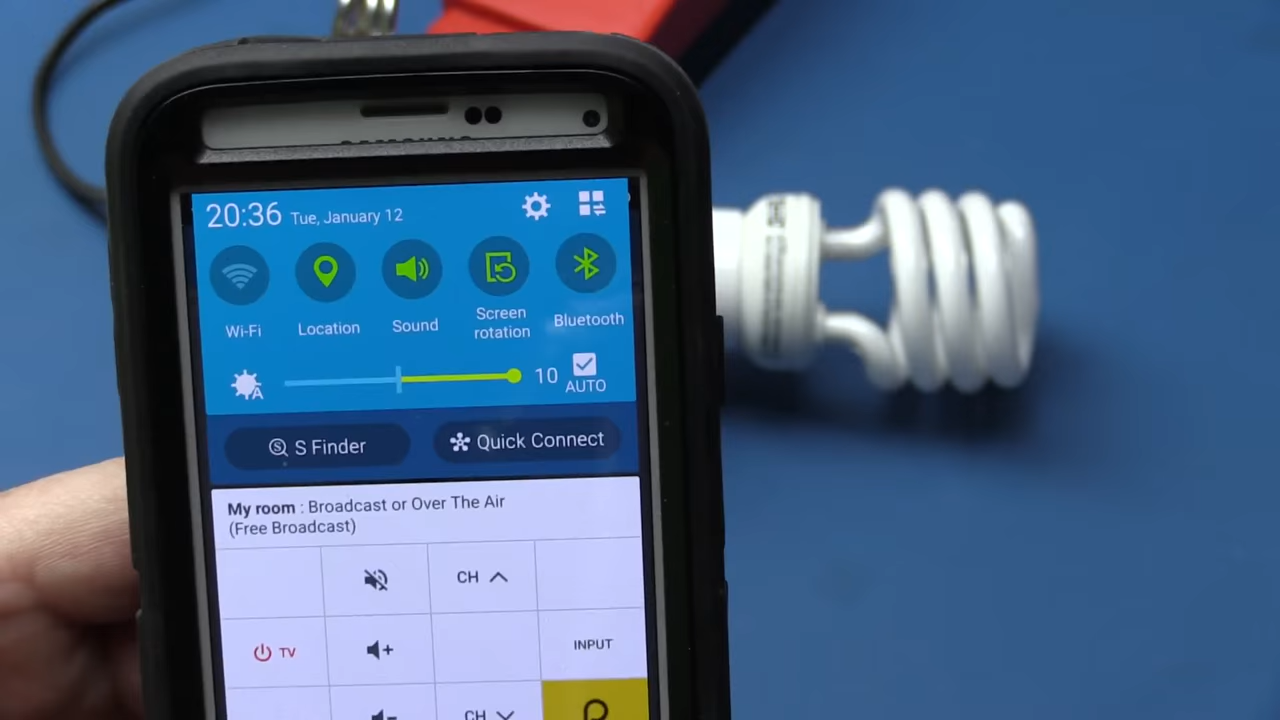 SAMSUNG
20:36 Tue, January 12
Wi-Fi
Location
Sound
Screen
rotation
Bluetooth
A
10
AUTO
S Finder
Quick Connect
My room : Broadcast or Over The Air
(Free Broadcast)
CH
TV
+
INPUT
CH